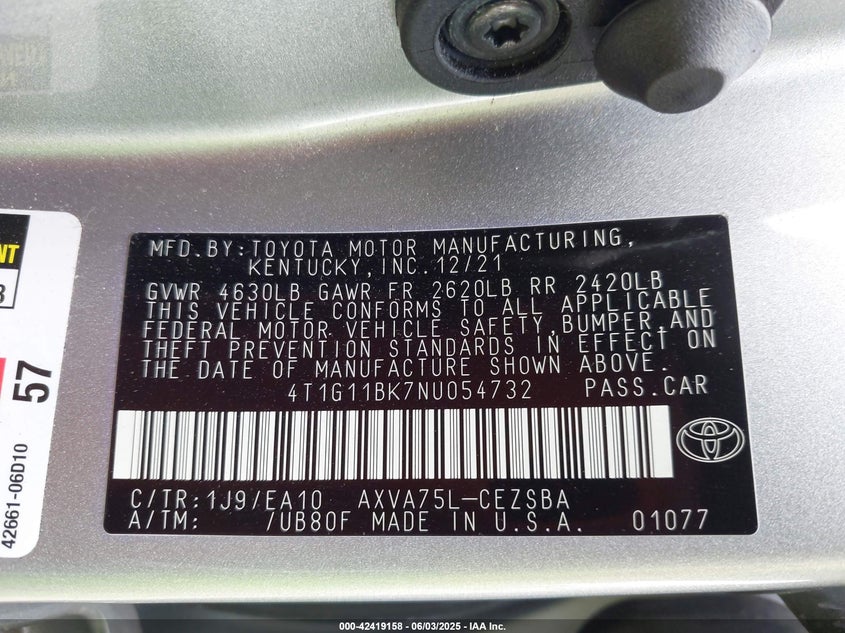 NT
3
57
42661-06D10
MFD.BY:TOYOTA MOTOR MANUFACTURING,
KENTUCKY,INC.12/21
GVWR 4630LB GAWR FR 2620LB RR 2420LB
THIS VEHICLE CONFORMS TO ALL APPLICABLE
FEDERAL MOTOR VEHICLE SAFETY,BUMPER,AND
THEFT PREVENTION STANDARDS IN EFFECT ON
THE DATE OF MANUFACTURE SHOWN ABOVE.
4T1G11BK7NU054732 PASS.CAR
C/TR:1J9/EA10 AXVA75L-CEZSBA
A/TM: /UB80F MADE IN U.S.A. 01077
000-42419158 - 06/03/2025 - IAA Inc.